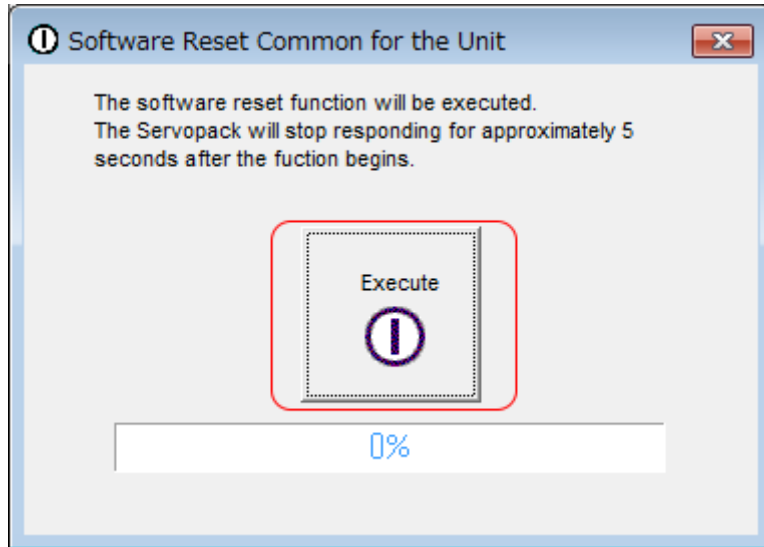 Software Reset Common for the Unit
The software reset function will be executed.
The Servopack will stop responding for approximately 5
seconds after the fuction begins.
Execute
0%